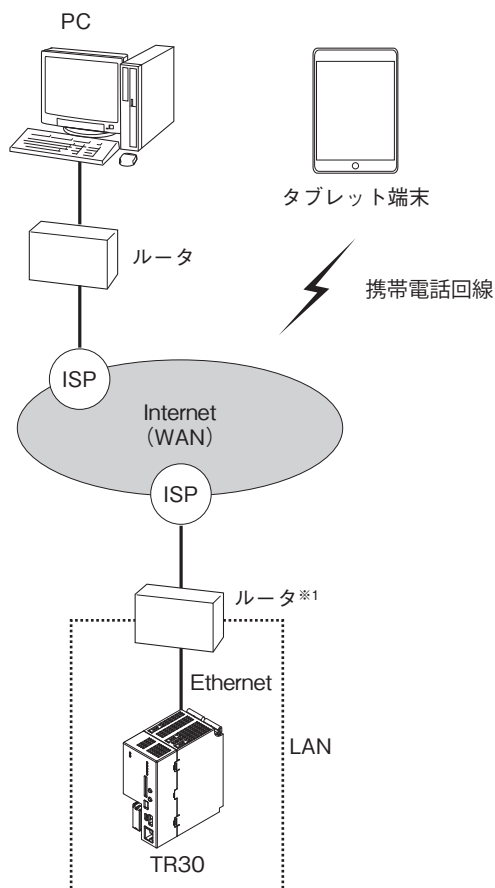 PC
タブレット端末
ルータ
携帯電話回線
ISP
Internet
（WAN）
ISP
ルータ※1
Ethernet
LAN
TR30